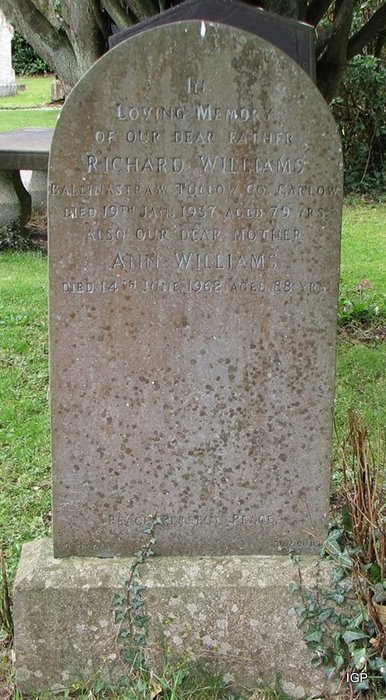 In
Loving Memory
of our dear father
Richard Williams
Ballinastraw, Tullow Co. Carlow
Died 19th Jan. 1937 aged 79 yrs
also our dear mother
Ann Williams
Died 14th June 1962 aged 88 yrs
Peace perfect peace
IGP